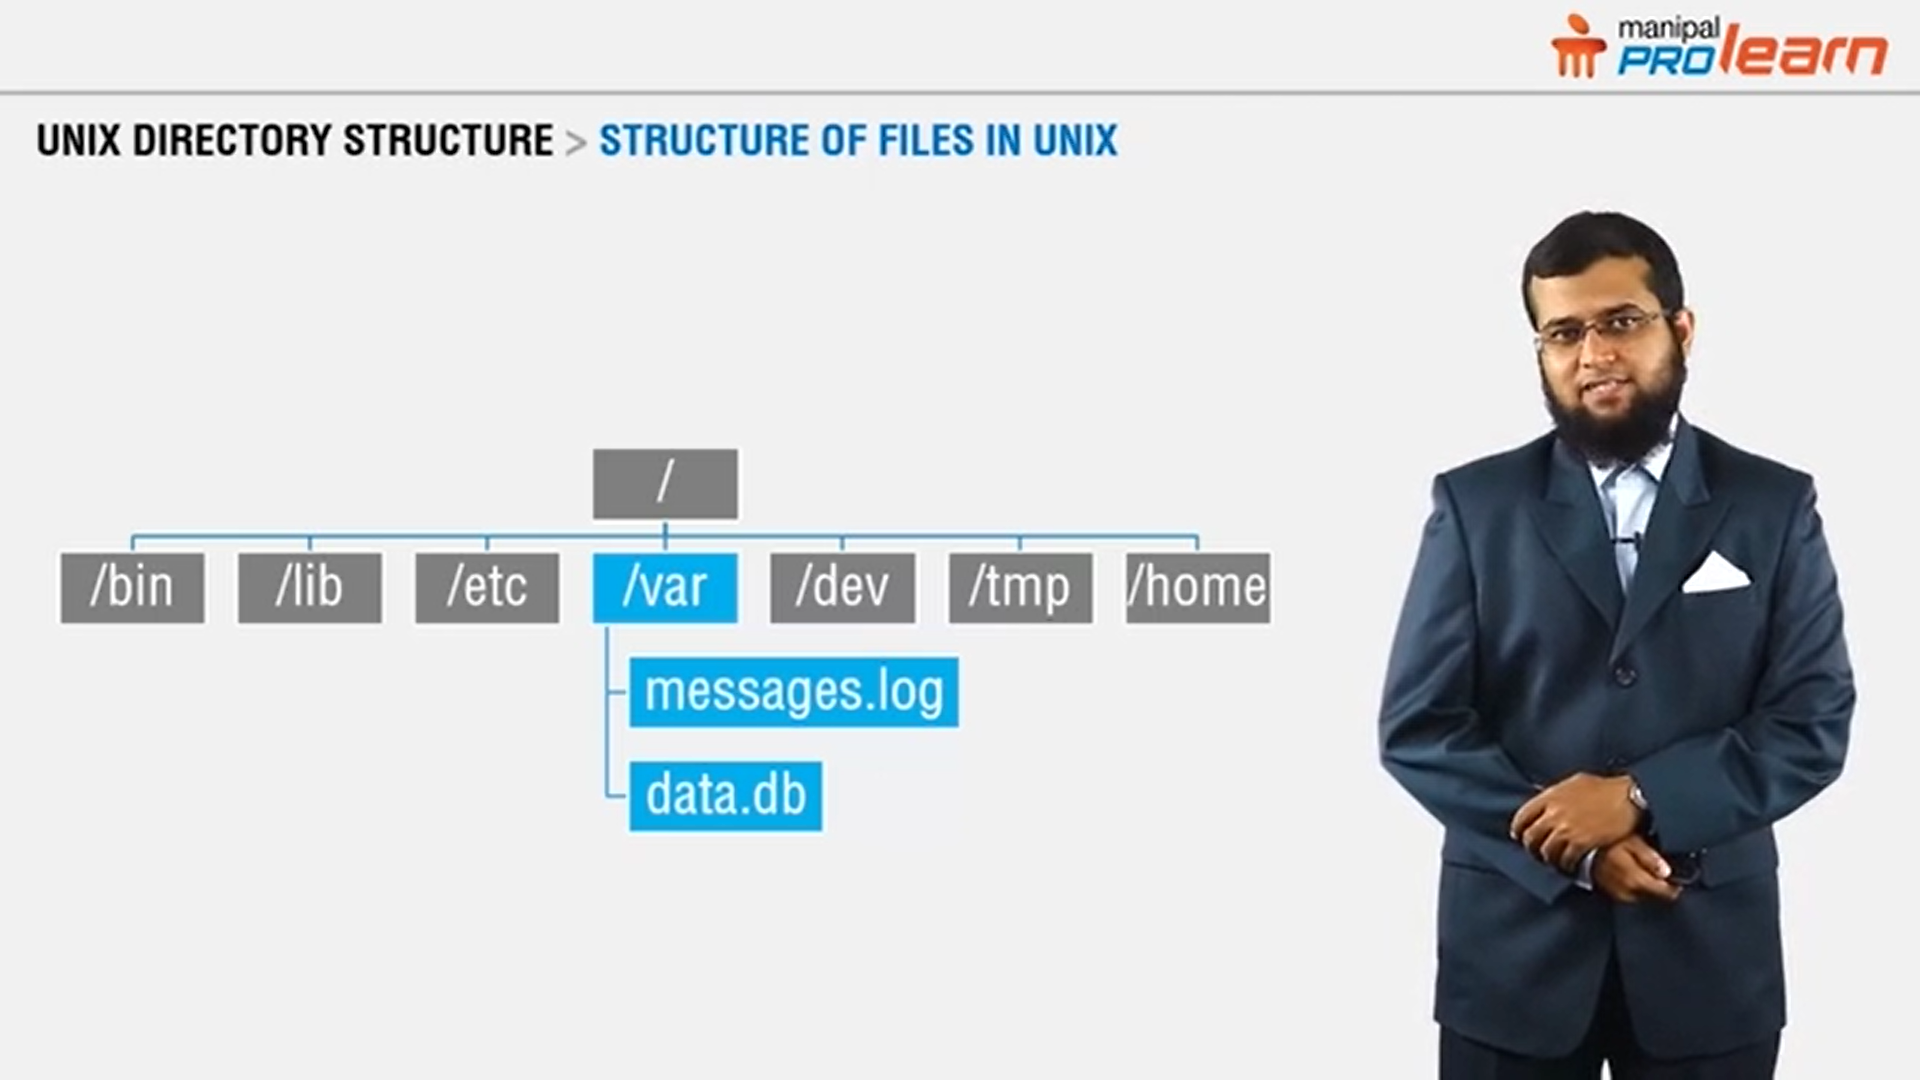 manipal
PROlearn
UNIX DIRECTORY STRUCTURE > STRUCTURE OF FILES IN UNIX
/
/bin /lib /etc /var /dev /tmp /home
messages.log
data.db